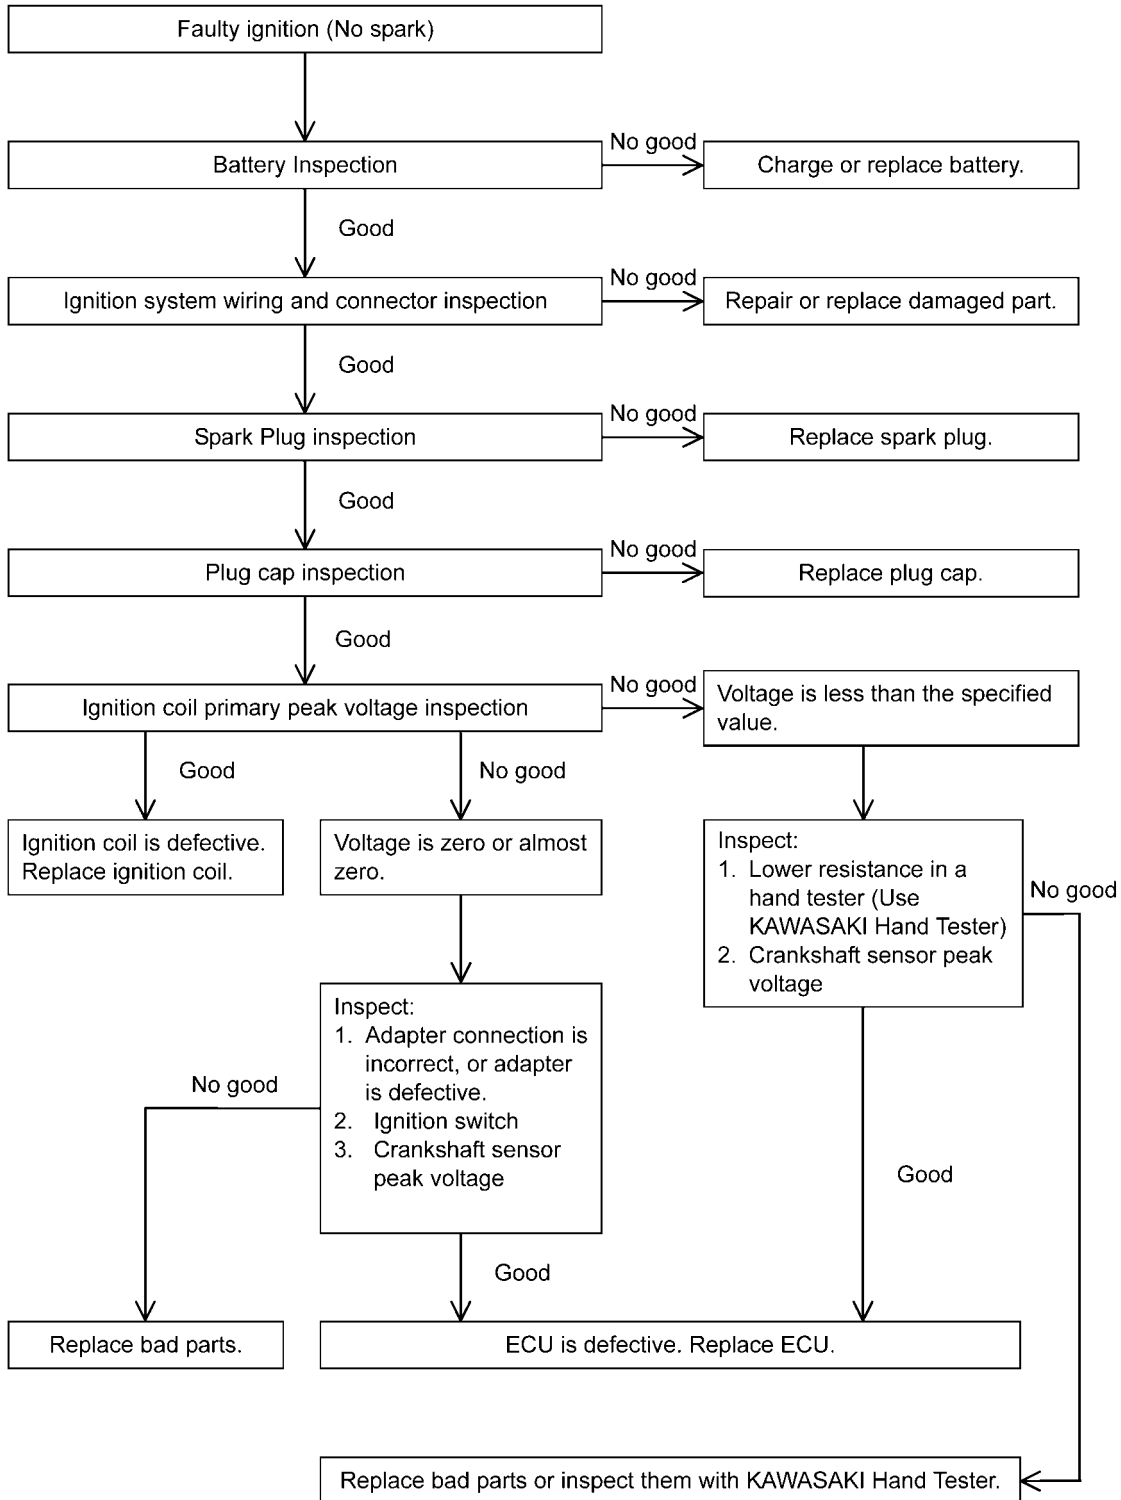 Faulty ignition (No spark)
No good
Battery Inspection
Charge or replace battery.
Good
No good
Ignition system wiring and connector inspection
Repair or replace damaged part.
Good
No good
Spark Plug inspection
Replace spark plug.
Good
No good
Plug cap inspection
Replace plug cap.
Good
No good
Ignition coil primary peak voltage inspection
Voltage is less than the specified
value.
Good
No good
Ignition coil is defective.
Replace ignition coil.
Voltage is zero or almost
zero.
Inspect:
1. Lower resistance in a
hand tester (Use
KAWASAKI Hand Tester)
2. Crankshaft sensor peak
voltage
No good
Inspect:
1. Adapter connection is
incorrect, or adapter
is defective.
2. Ignition switch
3. Crankshaft sensor
peak voltage
No good
Good
Good
Replace bad parts.
ECU is defective. Replace ECU.
Replace bad parts or inspect them with KAWASAKI Hand Tester.